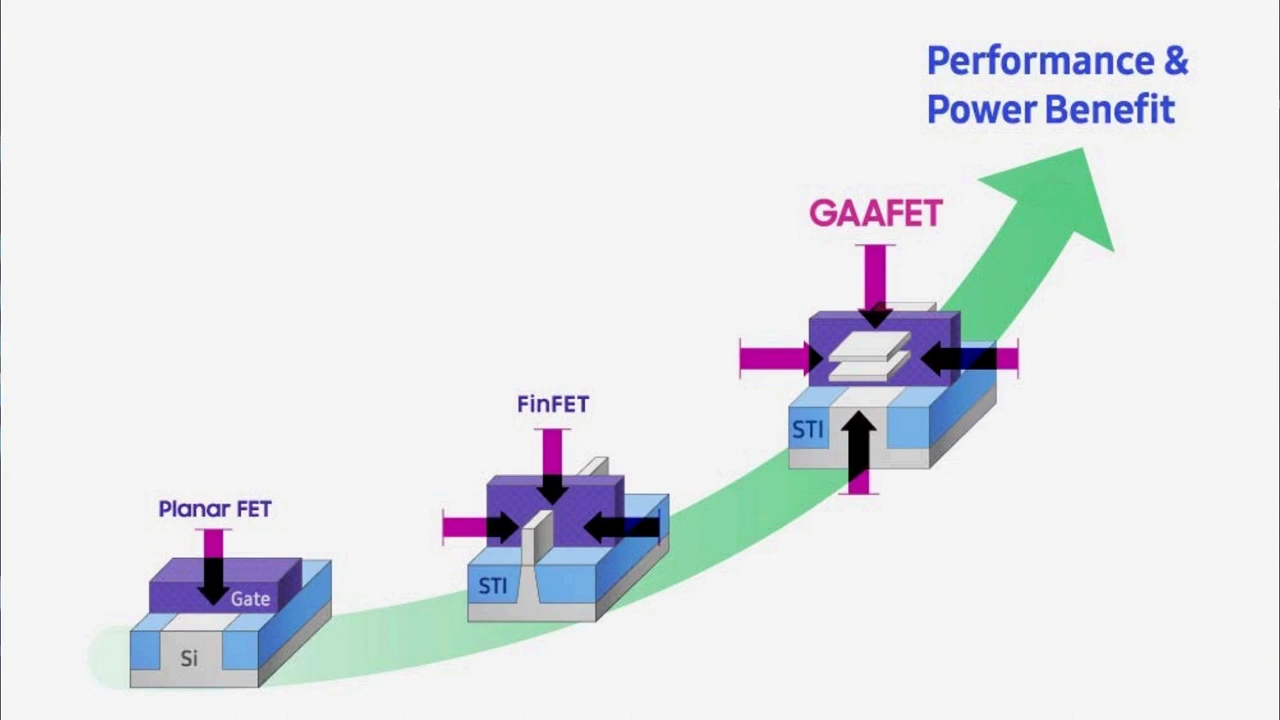 Performance &
Power Benefit
GAAFET
STI
FinFET
STI
Planar FET
Gate
Si